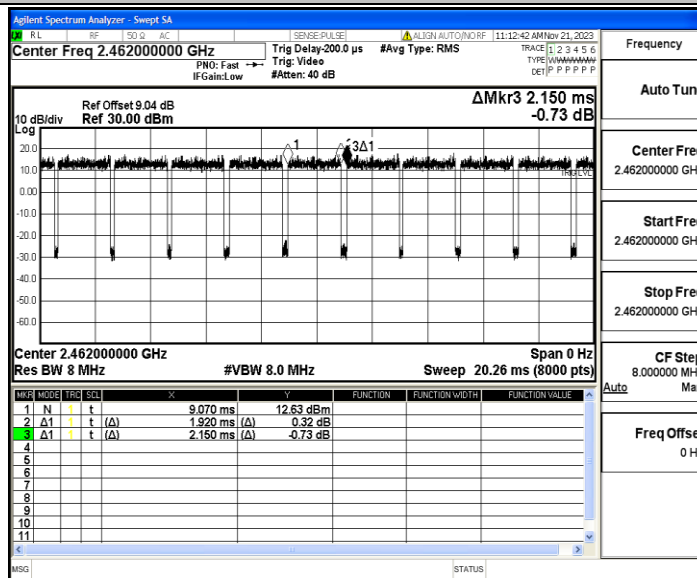 Agilent Spectrum Analyzer - Swept SA
RL RF 50 Ω AC SENSE:PULSE ALIGN AUTO/NO RF 11:12:42 AM Nov 21, 2023
Center Freq 2.462000000 GHz
PNO: Fast
IFGain:Low
Trig Delay-200.0 µs
Trig: Video
#Atten: 40 dB
#Avg Type: RMS
TRACE 1 2 3 4 5 6
TYPE
DET P P P P P P
ΔMkr3 2.150 ms
-0.73 dB
Ref Offset 9.04 dB
10 dB/div Ref 30.00 dBm
Log
20.0
10.0
0.00
-10.0
-20.0
-30.0
-40.0
-50.0
-60.0
1
3Δ1
TRIG LVL
Center 2.462000000 GHz Span 0 Hz
Res BW 8 MHz #VBW 8.0 MHz Sweep 20.26 ms (8000 pts)
MKR MODE TRC SCL X Y FUNCTION FUNCTION WIDTH FUNCTION VALUE
1 N 1 t 9.070 ms 12.63 dBm
2 Δ1 1 t (Δ) 1.920 ms (Δ) 0.32 dB
3 Δ1 1 t (Δ) 2.150 ms (Δ) -0.73 dB
4
5
6
7
8
9
10
11
MSG STATUS
Frequency
Auto Tun
Center Fre
2.462000000 GH
Start Fre
2.462000000 GH
Stop Fre
2.462000000 GH
CF Step
8.000000 MH
Auto Ma
Freq Offse
0 H